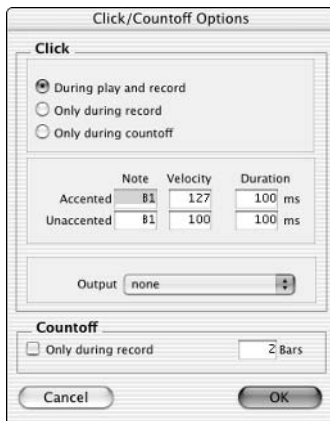 Click/Countoff Options
Click
During play and record
Only during record
Only during countoff
Note Velocity Duration
Accented B1 127 100 ms
Unaccented B1 100 100 ms
Output none
Countoff
Only during record 2 Bars
Cancel OK